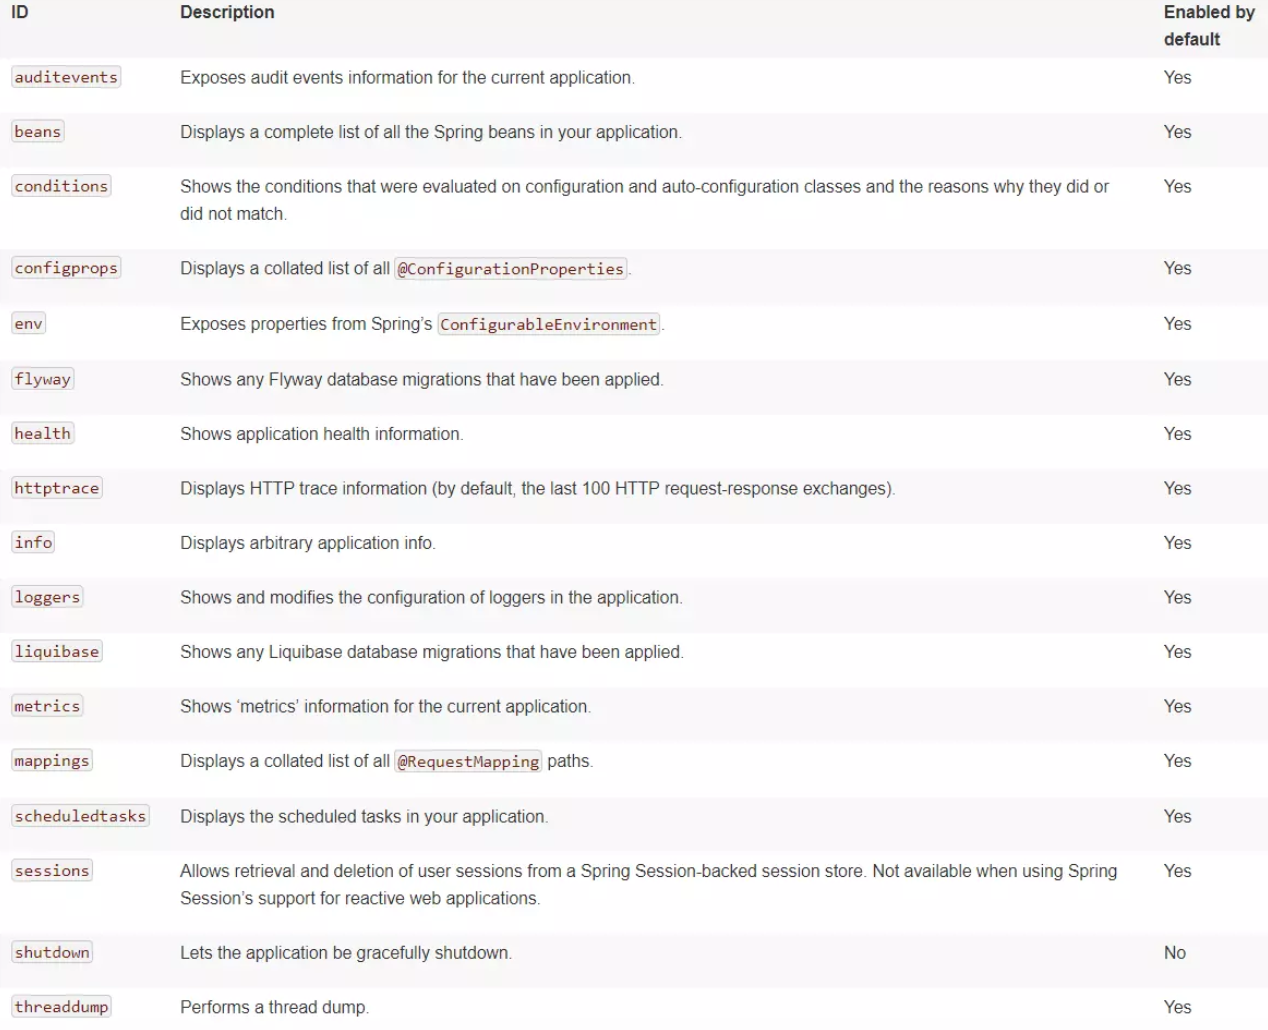 ID Description Enabled by
default
auditevents Exposes audit events information for the current application. Yes
beans Displays a complete list of all the Spring beans in your application. Yes
conditions Shows the conditions that were evaluated on configuration and auto-configuration classes and the reasons why they did or Yes
did not match.
configprops Displays a collated list of all @ConfigurationProperties. Yes
env Exposes properties from Spring’s ConfigurableEnvironment. Yes
flyway Shows any Flyway database migrations that have been applied. Yes
health Shows application health information. Yes
httptrace Displays HTTP trace information (by default, the last 100 HTTP request-response exchanges). Yes
info Displays arbitrary application info. Yes
loggers Shows and modifies the configuration of loggers in the application. Yes
liquibase Shows any Liquibase database migrations that have been applied. Yes
metrics Shows ‘metrics’ information for the current application. Yes
mappings Displays a collated list of all @RequestMapping paths. Yes
scheduledtasks Displays the scheduled tasks in your application. Yes
sessions Allows retrieval and deletion of user sessions from a Spring Session-backed session store. Not available when using Spring Yes
Session’s support for reactive web applications.
shutdown Lets the application be gracefully shutdown. No
threaddump Performs a thread dump. Yes